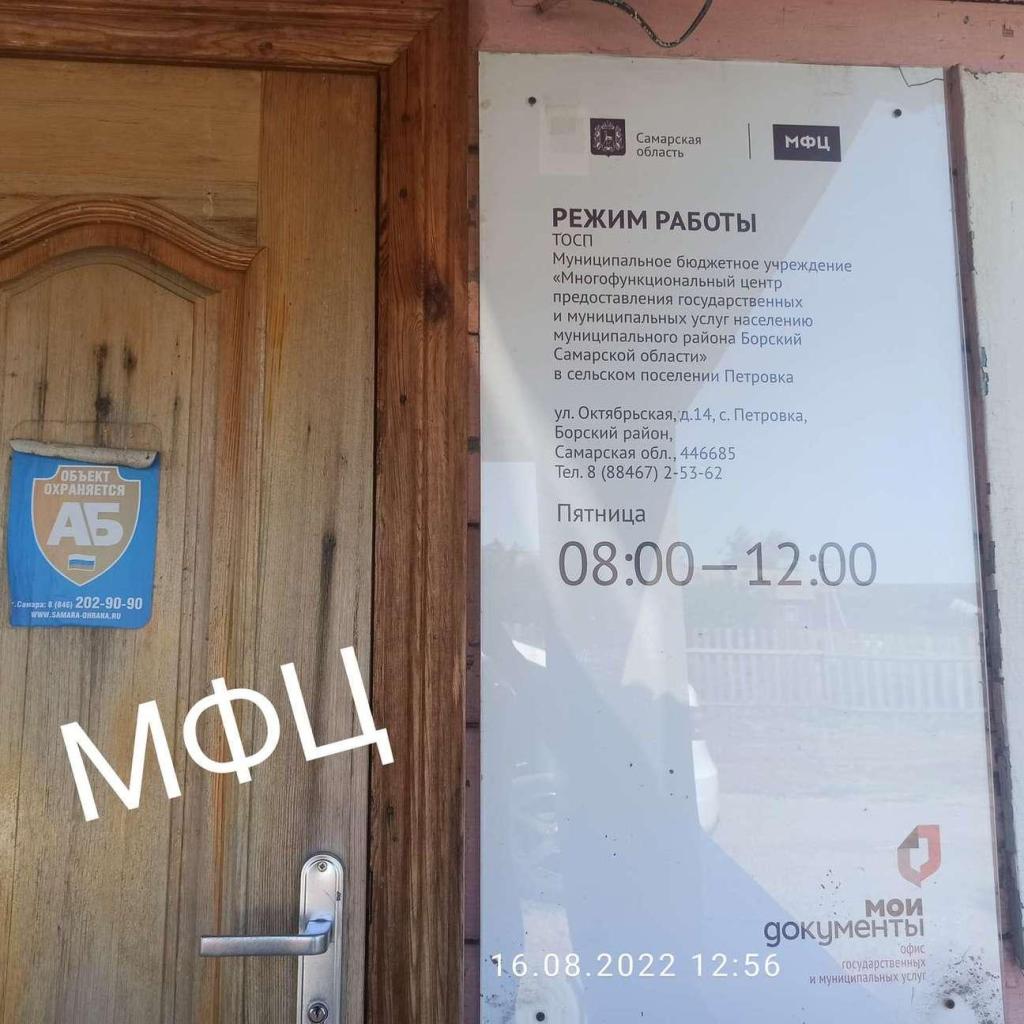 Самарская
область
МФЦ
РЕЖИМ РАБОТЫ
ТОСП
Муниципальное бюджетное учреждение
«Многофункциональный центр
предоставления государственных
и муниципальных услуг населению
муниципального района Борский
Самарской области»
в сельском поселении Петровка
ул. Октябрьская, д.14, с. Петровка,
Борский район,
Самарская обл., 446685
Тел. 8 (88467) 2-53-62
Пятница
08:00—12:00
ОБЪЕКТ
ОХРАНЯЕТСЯ
АБ
г.Самара: 8 (846) 202-90-90
WWW.SAMARA-OHRANA.RU
МФЦ
мои
документы
офис
государственных
и муниципальных услуг
16.08.2022 12:56